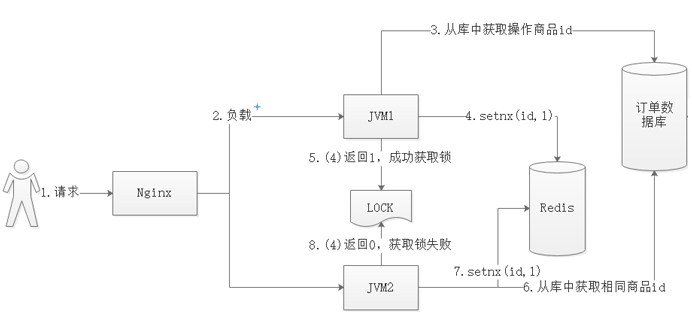 3.从库中获取操作商品id
2.负载
JVM1
4.setnx(id,1)
订单数
据库
5.(4)返回1，成功获取锁
1.请求
Nginx
LOCK
Redis
8.(4)返回0，获取锁失败
7.setnx(id,1)
JVM2
6.从库中获取相同商品id